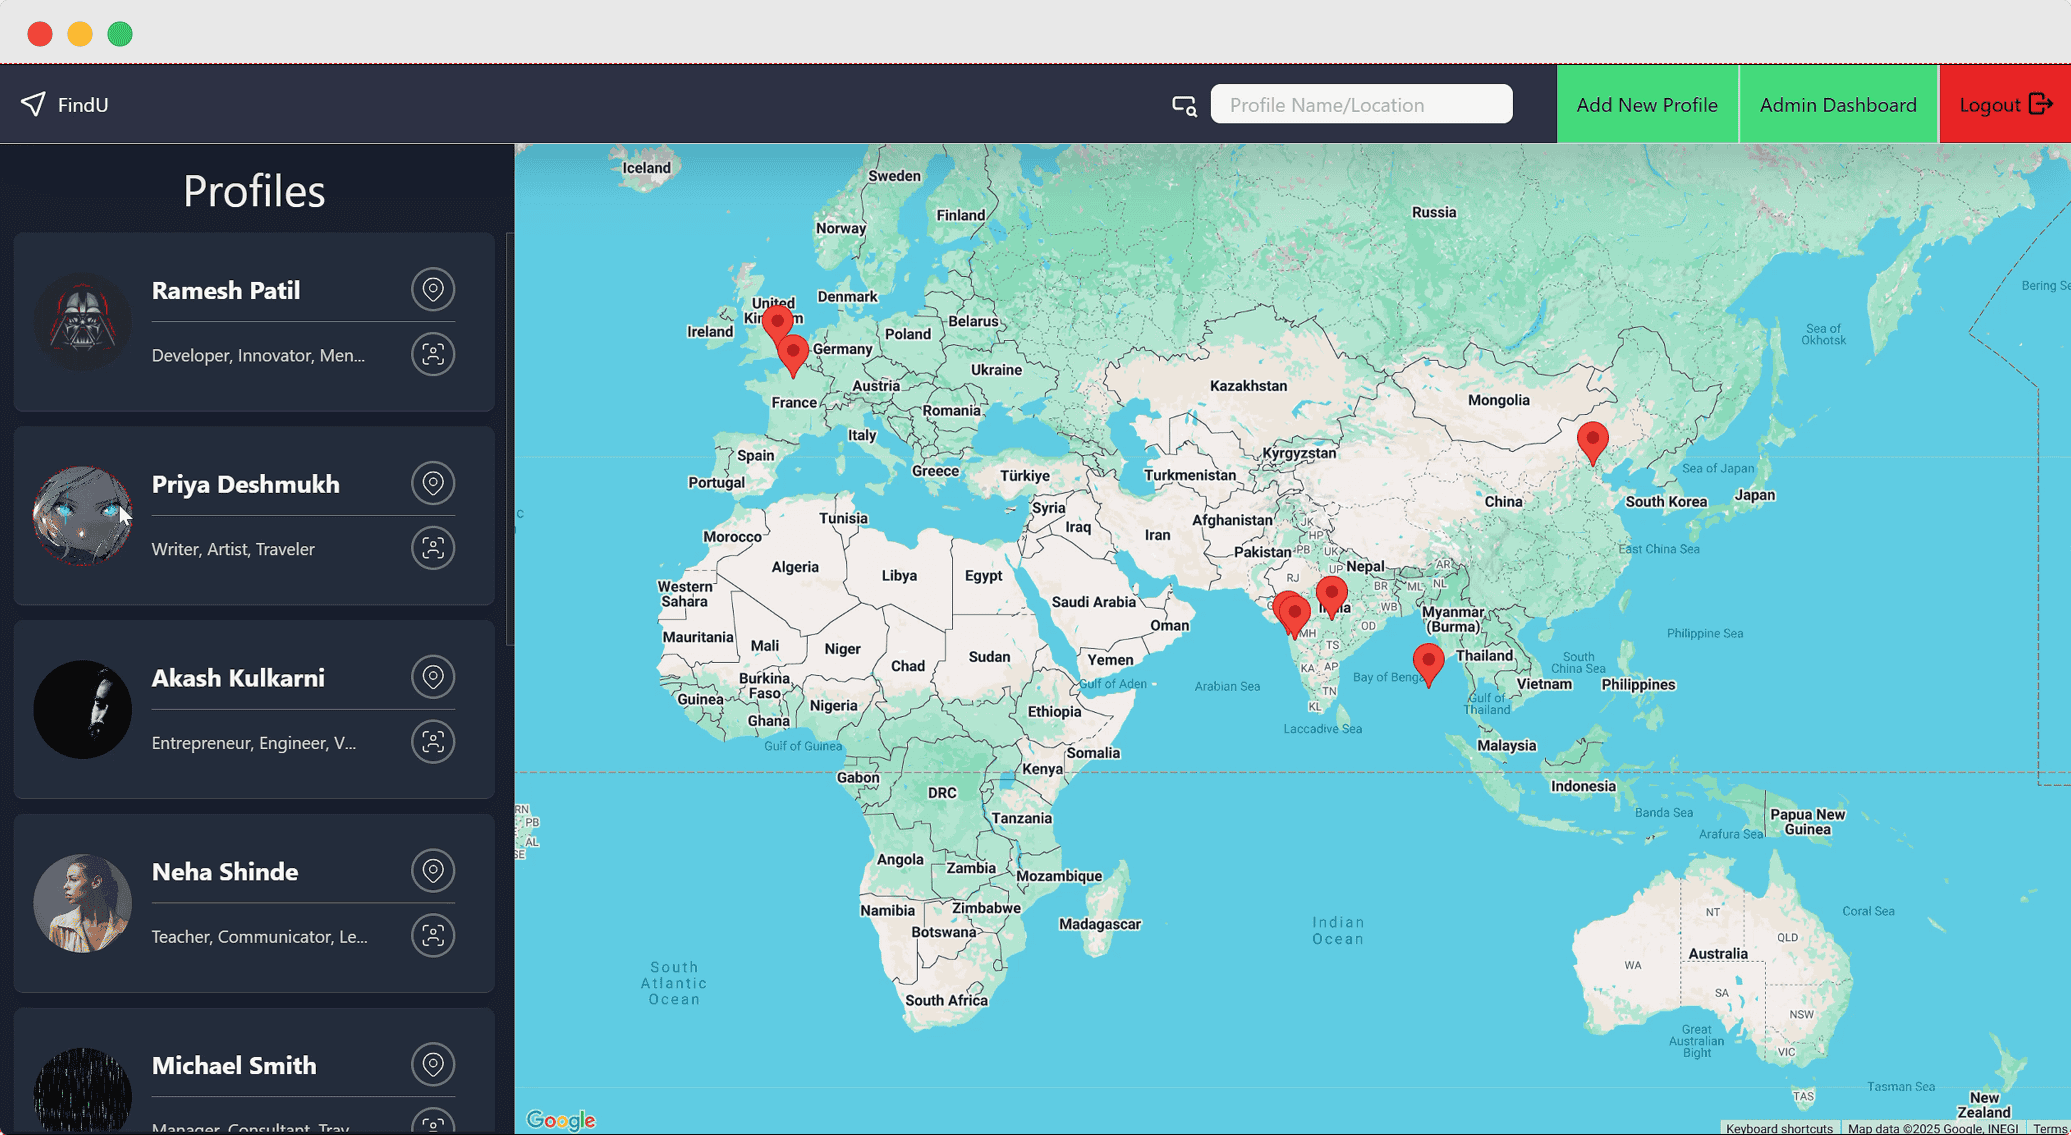 FindU
Profile Name/Location
Add New Profile
Admin Dashboard
Logout
Profiles
Ramesh Patil
Developer, Innovator, Men...
Priya Deshmukh
Writer, Artist, Traveler
Akash Kulkarni
Entrepreneur, Engineer, V...
Neha Shinde
Teacher, Communicator, Le...
Michael Smith
Manager, Consultant, Trav
Iceland
Sweden
Finland
Norway
Russia
United
Kingdom
Ireland
Denmark
Belarus
Poland
Germany
Ukraine
Austria
France
Romania
Italy
Spain
Portugal
Greece
Türkiye
Kazakhstan
Mongolia
Kyrgyzstan
Turkmenistan
China
South Korea
Japan
Sea of Japan
Sea of
Okhotsk
Bering Se
East China Sea
Philippine Sea
Syria
Iraq
Iran
Afghanistan
Pakistan
Nepal
JK
HP
PB
UK
RJ
UP
BR
AR
ML
NL
WB
OD
MH
TS
KA
AP
TN
KL
Tunisia
Morocco
Algeria
Libya
Egypt
Western
Sahara
Saudi Arabia
Oman
Yemen
Gulf of Aden
Arabian Sea
Bay of Benga
Laccadive Sea
Myanmar
(Burma)
Thailand
Vietnam
Gulf of
Thailand
South
China Sea
Philippines
Malaysia
Indonesia
Mauritania
Mali
Niger
Chad
Sudan
Burkina
Faso
Guinea
Ghana
Nigeria
Gulf of Guinea
Ethiopia
Somalia
Kenya
Gabon
DRC
Tanzania
Angola
Zambia
Mozambique
Namibia
Zimbabwe
Botswana
Madagascar
South Africa
RN
PB
AL
SE
South
Atlantic
Ocean
Indian
Ocean
Banda Sea
Arafura Sea
Papua New
Guinea
Coral Sea
NT
QLD
Australia
WA
SA
NSW
VIC
Great
Australian
Bight
TAS
Tasman Sea
New
Zealand
Google
Keyboard shortcuts
Map data ©2025 Google, INEGI
Terms